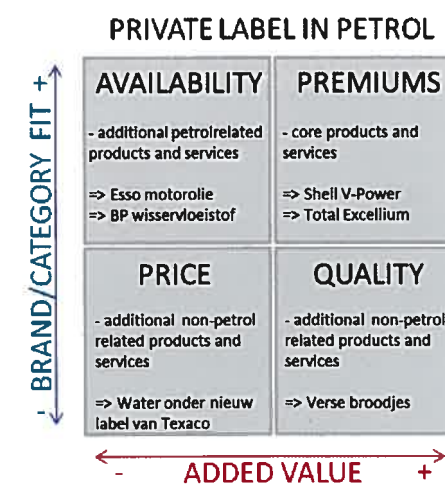 PRIVATE LABEL IN PETROL
+
BRAND/CATEGORY FIT
-
AVAILABILITY
- additional petrolrelated
products and services
=> Esso motorolie
=> BP wisservloeistof
PREMIUMS
- core products and
services
=> Shell V-Power
=> Total Excellium
PRICE
- additional non-petrol
related products and
services
=> Water onder nieuw
label van Texaco
QUALITY
- additional non-petrol
related products and
services
=> Verse broodjes
- ADDED VALUE +